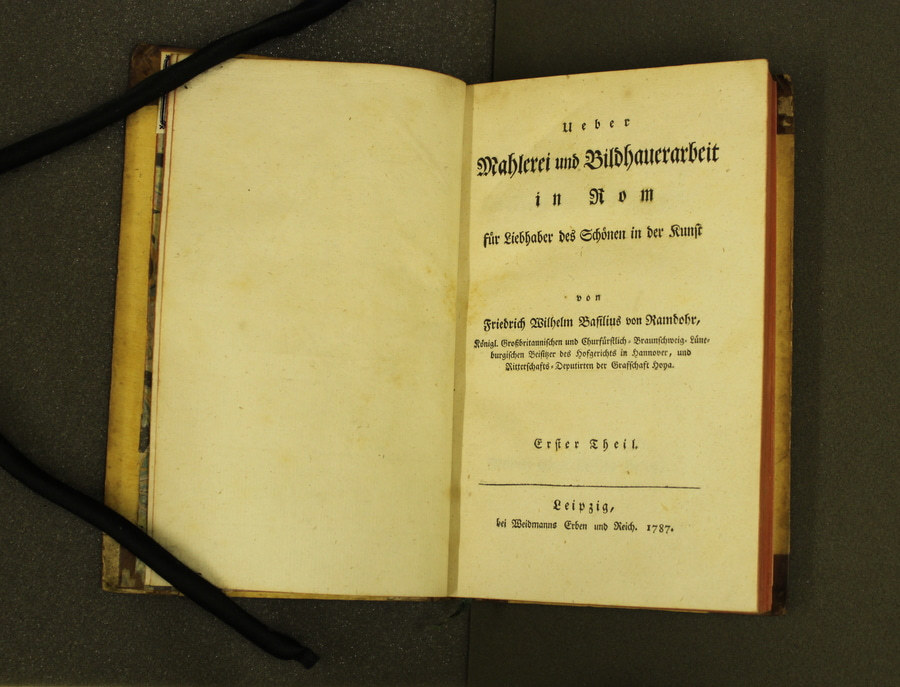 Ueber
Mahlerei und Bildhauerarbeit
in Rom
für Liebhaber des Schönen in der Kunst
von
Friedrich Wilhelm Basilius von Ramdohr,
Königl. Großbritannischen und Churfürstlich-Braunschweig-Lüne-
burgischen Beisitzer des Hofgerichts in Hannover, und
Ritterschafts-Deputirten der Grafschaft Hoya.
Erster Theil.
Leipzig,
bei Weidmanns Erben und Reich. 1787.